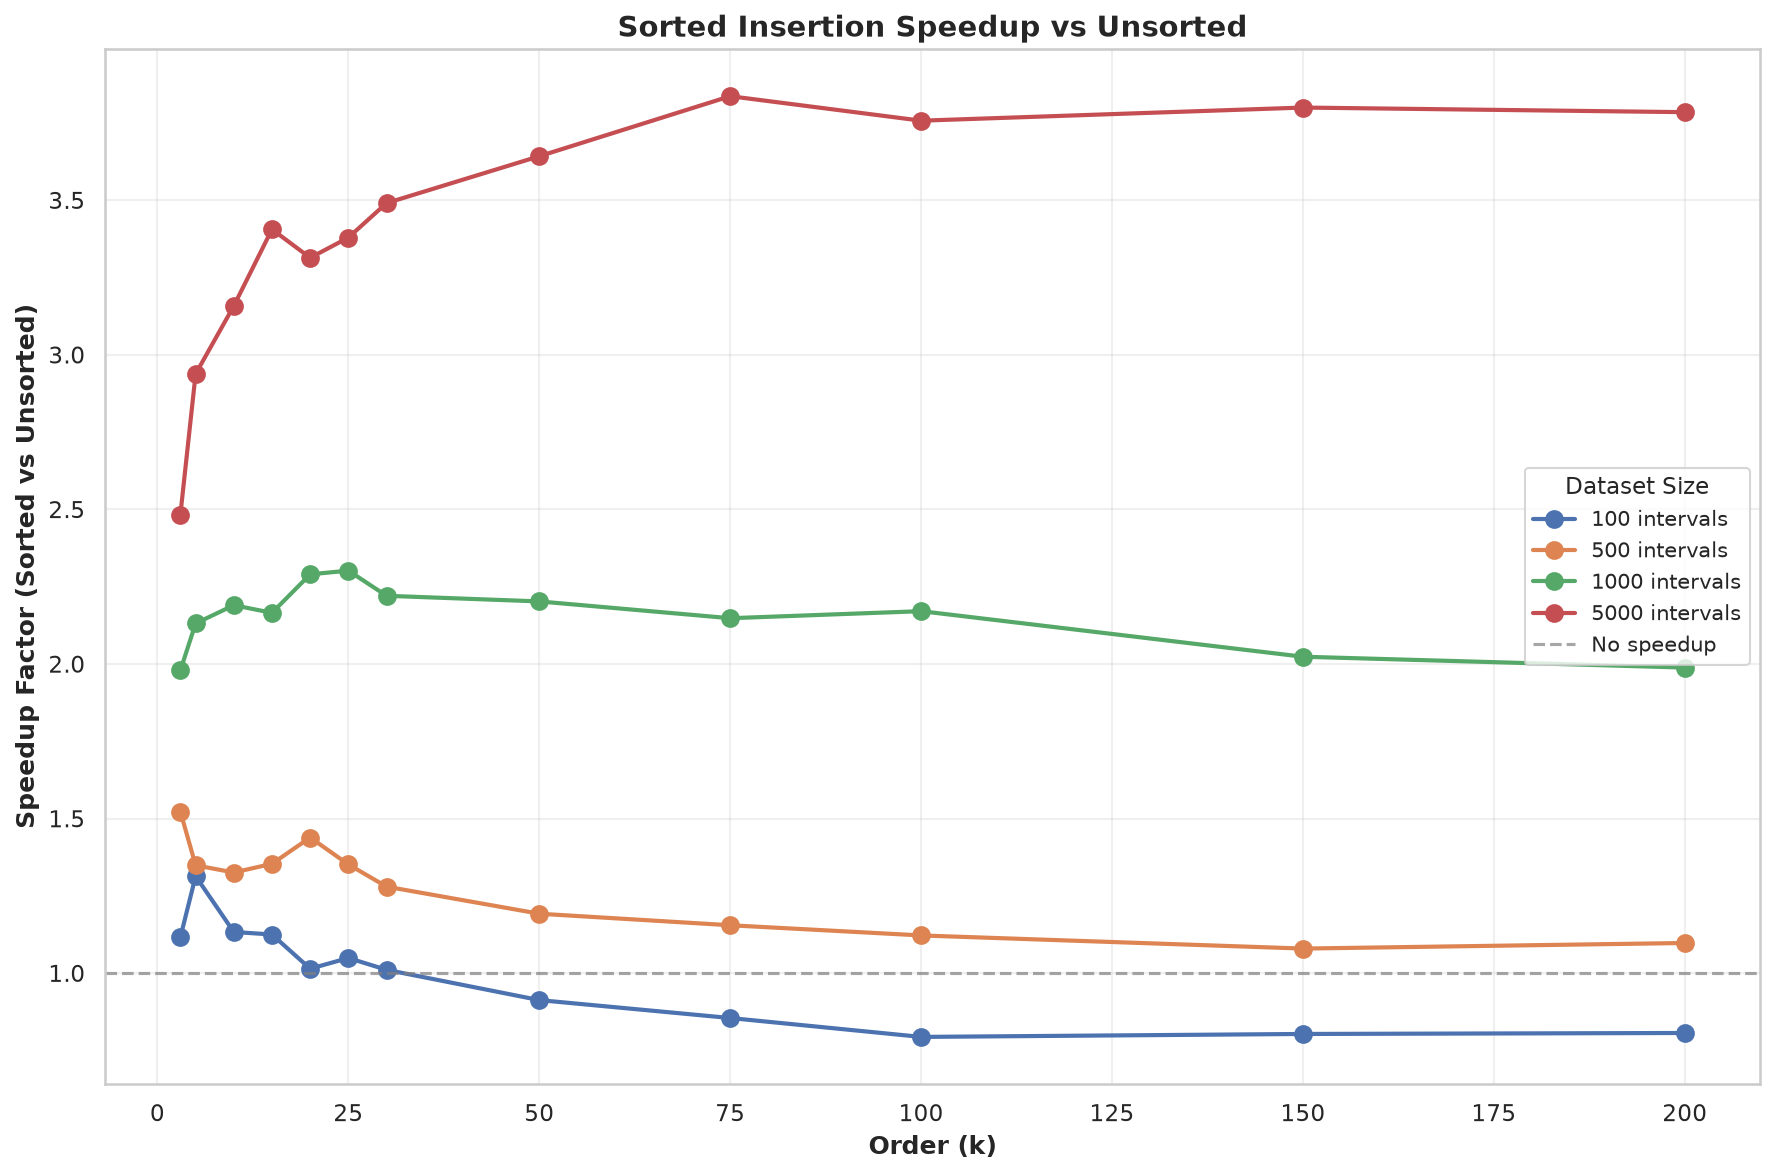 Sorted Insertion Speedup vs Unsorted
Speedup Factor (Sorted vs Unsorted)
3.5
3.0
2.5
2.0
1.5
1.0
Dataset Size
100 intervals
500 intervals
1000 intervals
5000 intervals
No speedup
0 25 50 75 100 125 150 175 200
Order (k)